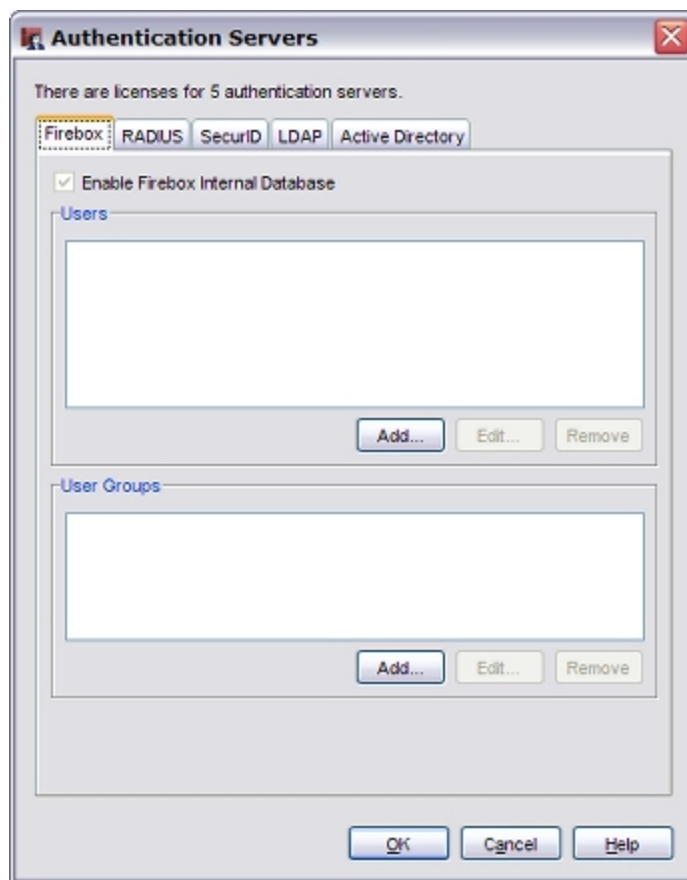 Authentication Servers
There are licenses for 5 authentication servers.
Firebox RADIUS SecurID LDAP Active Directory
Enable Firebox Internal Database
Users
Add... Edit... Remove
User Groups
Add... Edit... Remove
OK Cancel Help